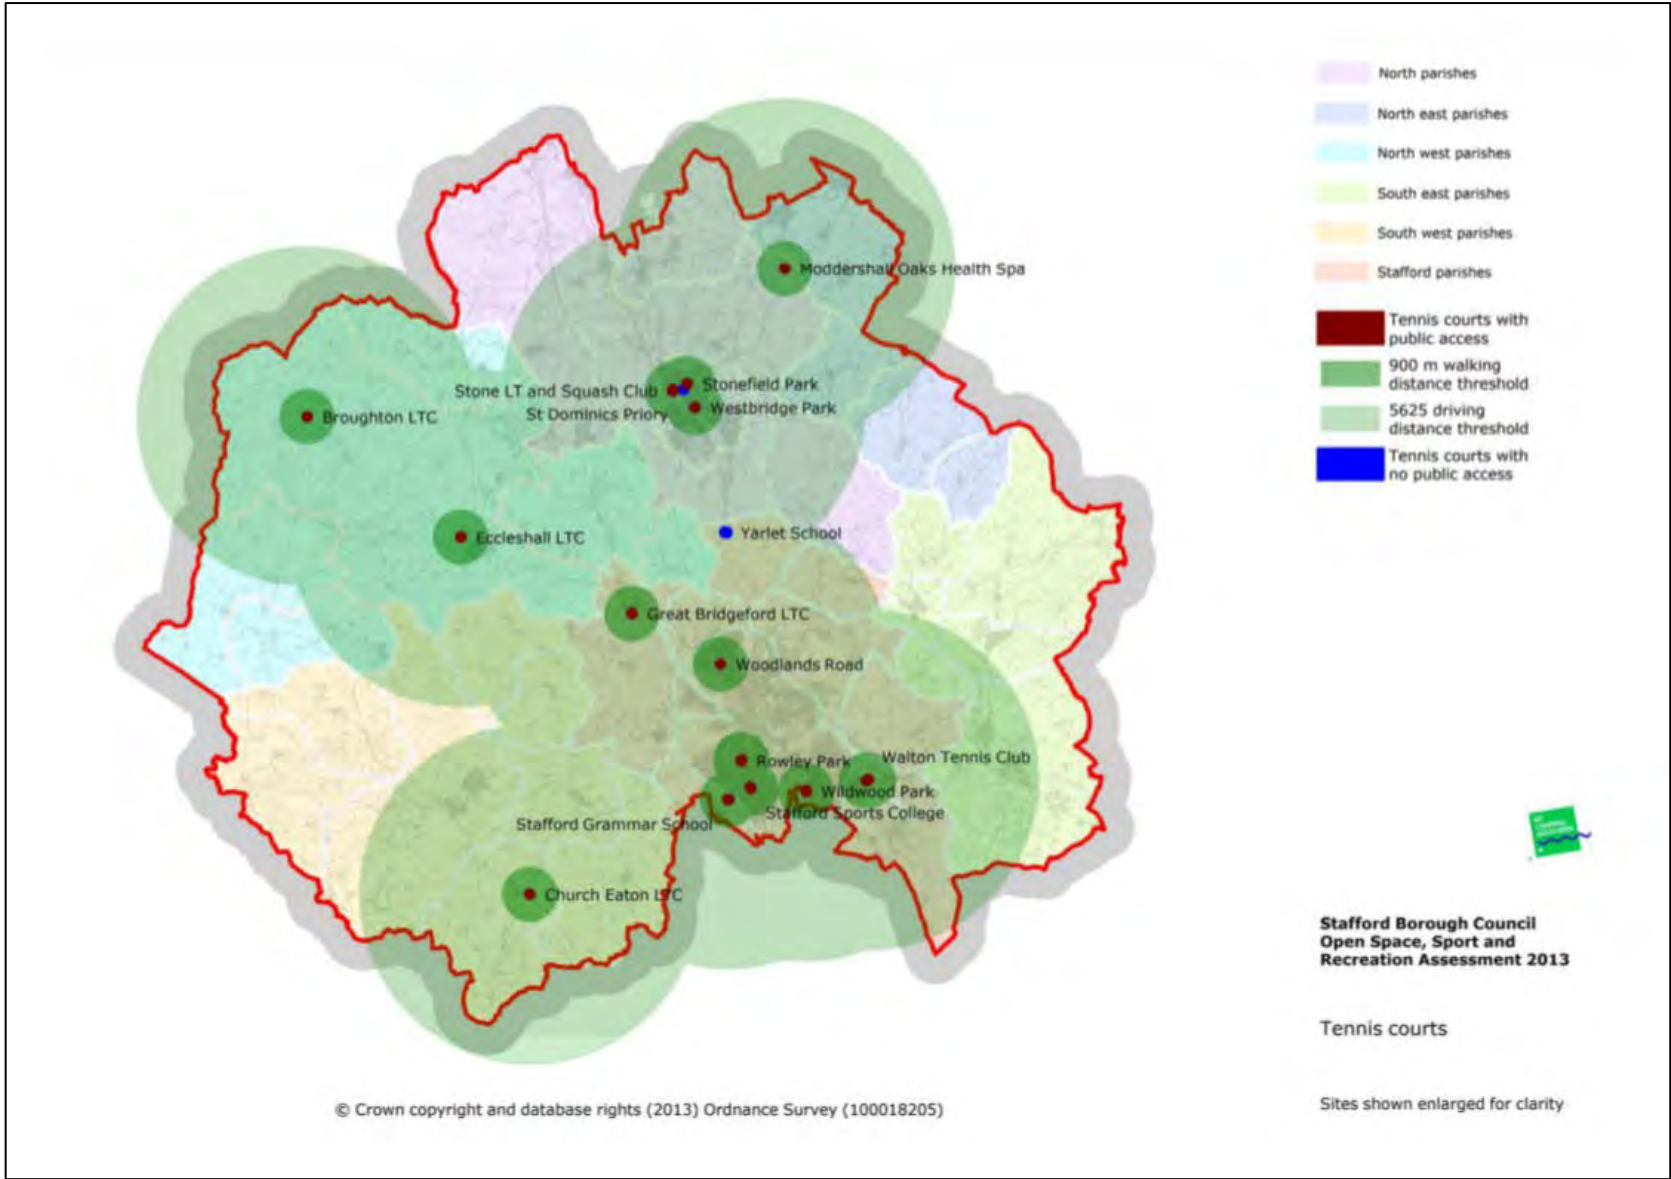 North parishes
North east parishes
North west parishes
South east parishes
South west parishes
Stafford parishes
Tennis courts with
public access
900 m walking
distance threshold
5625 driving
distance threshold
Tennis courts with
no public access
Moddershall Oaks Health Spa
Stone LT and Squash Club
Stonefield Park
St Dominics Priory
Westbridge Park
Broughton LTC
Eccleshall LTC
Yarlet School
Great Bridgeford LTC
Woodlands Road
Rowley Park
Walton Tennis Club
Wildwood Park
Stafford Sports College
Stafford Grammar School
Church Eaton LTC
Stafford Borough Council
Open Space, Sport and
Recreation Assessment 2013
Tennis courts
Sites shown enlarged for clarity
© Crown copyright and database rights (2013) Ordnance Survey (100018205)